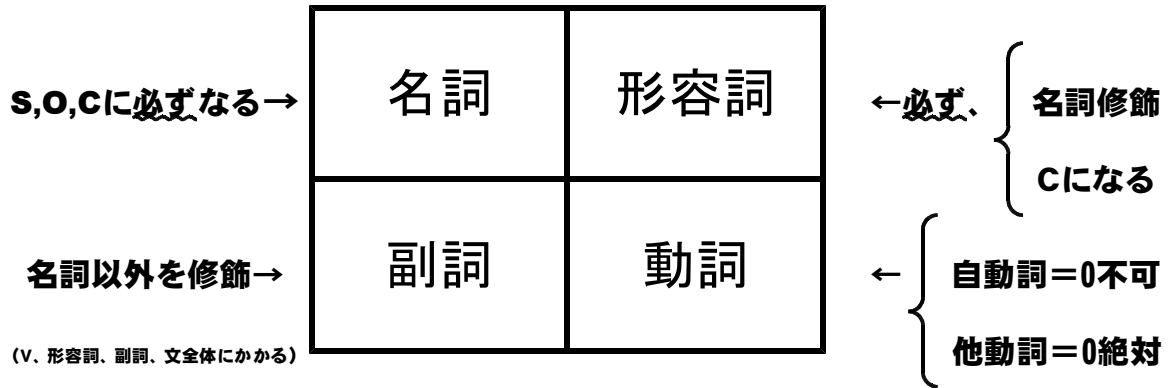 S,O,Cに必ずなる→
名詞
形容詞
←必ず、
名詞修飾
Cになる
名詞以外を修飾→
(V、形容詞、副詞、文全体にかかる)
副詞
動詞
←
自動詞＝O不可
他動詞＝O絶対